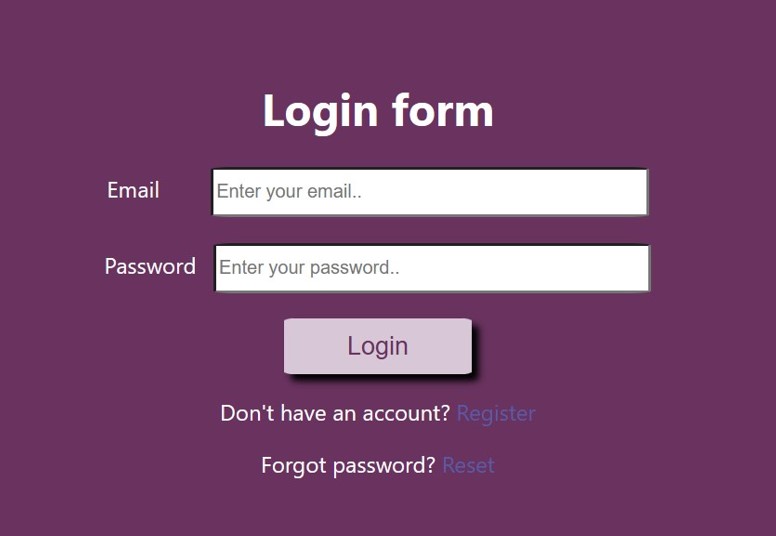 Login form
Email Enter your email..
Password Enter your password..
Login
Don't have an account? Register
Forgot password? Reset